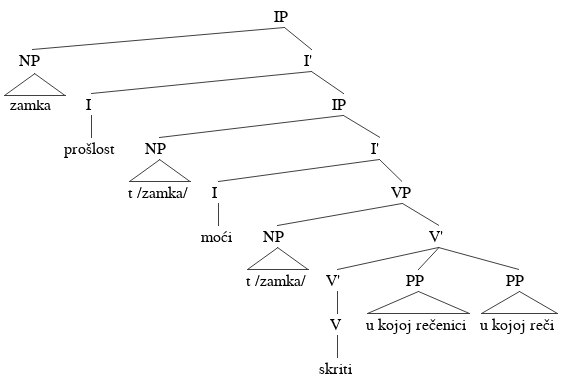 IP
NP I'
zamka I IP
prošlost NP I'
t /zamka/ I VP
moći NP V'
t /zamka/ V' PP PP
V u kojoj rečenici u kojoj reči
skriti